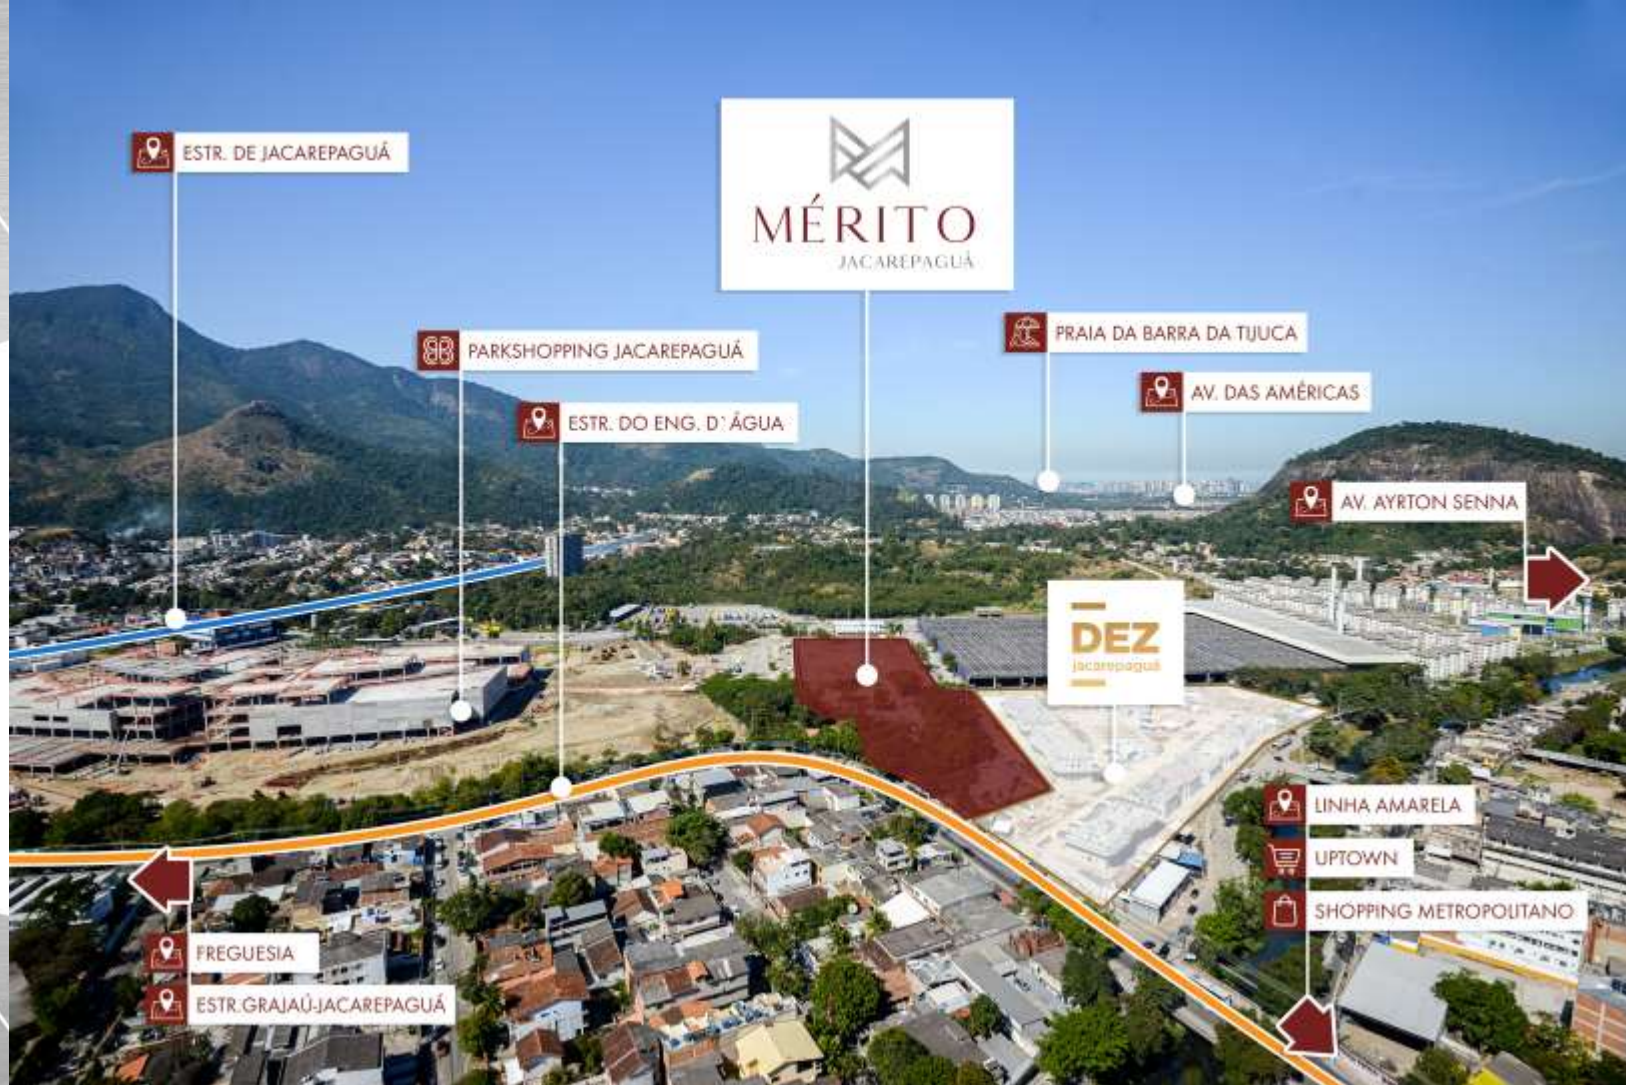 ESTR. DE JACAREPAGUÁ
MÉRITO
JACAREPAGUÁ
PRAIA DA BARRA DA TIJUCA
PARKSHOPPING JACAREPAGUÁ
AV. DAS AMÉRICAS
ESTR. DO ENG. D`ÁGUA
AV. AYRTON SENNA
DEZ
jacarepaguá
LINHA AMARELA
UPTOWN
SHOPPING METROPOLITANO
FREGUESIA
ESTR.GRAJAÚ-JACAREPAGUÁ